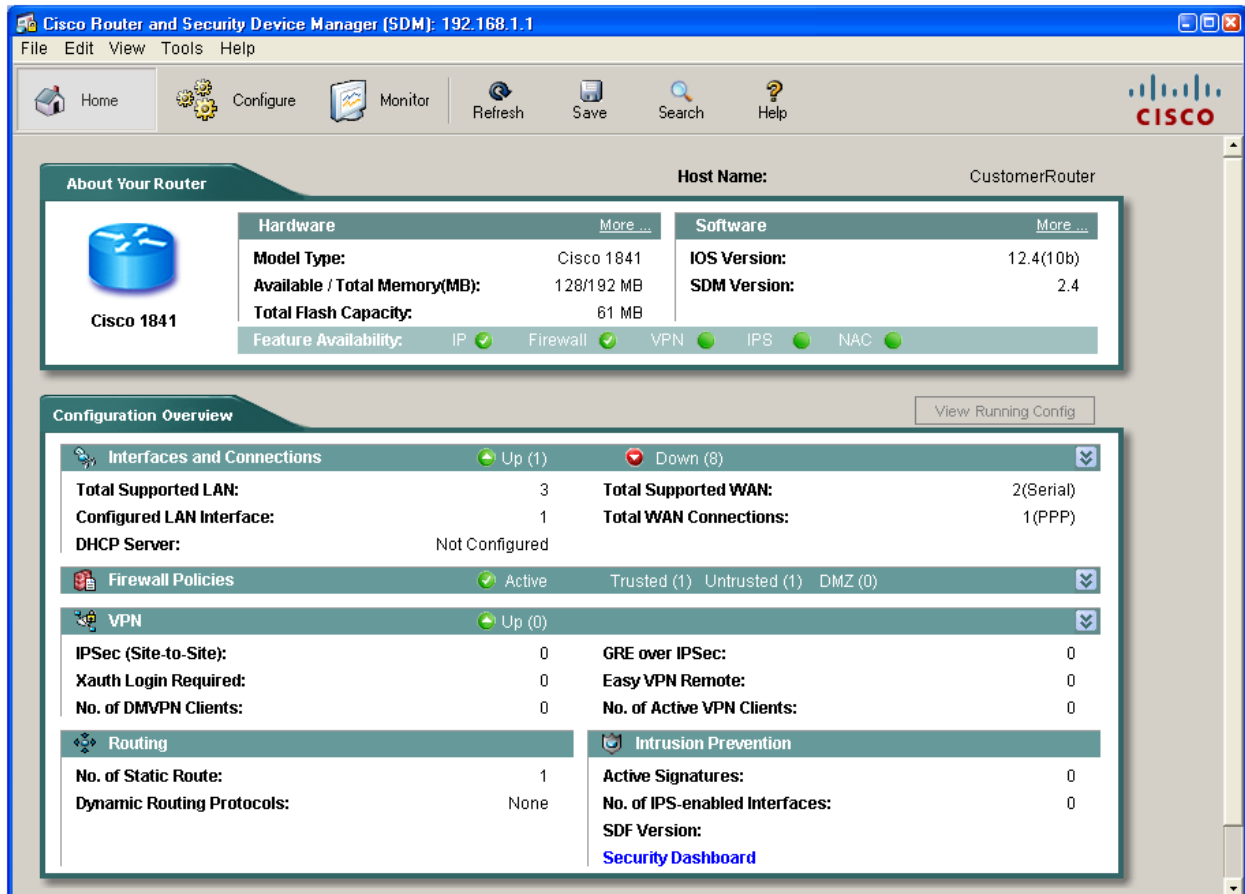 Cisco Router and Security Device Manager (SDM): 192.168.1.1
File Edit View Tools Help
Home Configure Monitor Refresh Save Search Help
CISCO
About Your Router Host Name: CustomerRouter
Hardware More ... Software More ...
Model Type: Cisco 1841 IOS Version: 12.4(10b)
Available / Total Memory(MB): 128/192 MB SDM Version: 2.4
Total Flash Capacity: 61 MB
Cisco 1841
Feature Availability: IP Firewall VPN IPS NAC
Configuration Overview View Running Config
Interfaces and Connections Up (1) Down (8)
Total Supported LAN: 3 Total Supported WAN: 2(Serial)
Configured LAN Interface: 1 Total WAN Connections: 1(PPP)
DHCP Server: Not Configured
Firewall Policies Active Trusted (1) Untrusted (1) DMZ (0)
VPN Up (0)
IPSec (Site-to-Site): 0 GRE over IPSec: 0
Xauth Login Required: 0 Easy VPN Remote: 0
No. of DMVPN Clients: 0 No. of Active VPN Clients: 0
Routing Intrusion Prevention
No. of Static Route: 1 Active Signatures: 0
Dynamic Routing Protocols: None No. of IPS-enabled Interfaces: 0
SDF Version:
Security Dashboard